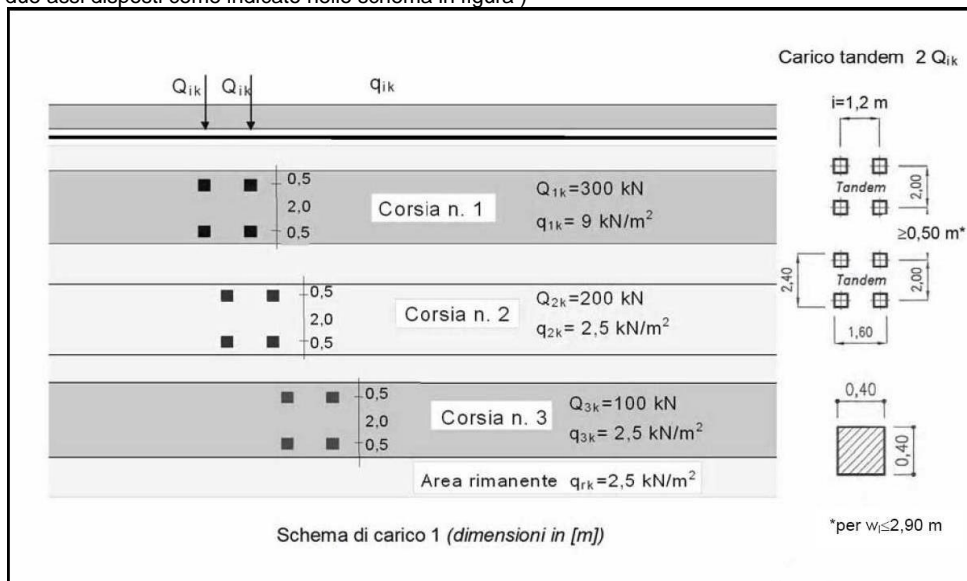 due assi disposti come indicato nello schema in figura )
Carico tandem 2 Qik
Qik Qik qik
i=1,2 m
0,5
2,0
0,5
Corsia n. 1
Q1k=300 kN
q1k= 9 kN/m²
Tandem
2,00
≥0,50 m*
0,5
2,0
0,5
Corsia n. 2
Q2k=200 kN
q2k= 2,5 kN/m²
2,40
Tandem
2,00
1,60
0,5
2,0
0,5
Corsia n. 3
Q3k=100 kN
q3k= 2,5 kN/m²
0,40
0,40
Area rimanente qrk=2,5 kN/m²
Schema di carico 1 (dimensioni in [m])
*per wl≤2,90 m